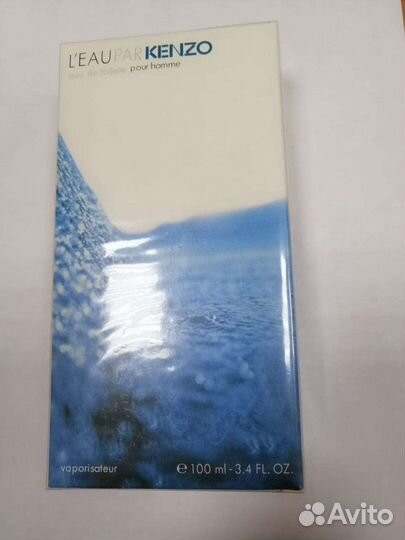 L'EAUPARKENZO
eau de toilette pour homme
vaporisateur
℮ 100 ml - 3.4 FL. OZ.
Avito